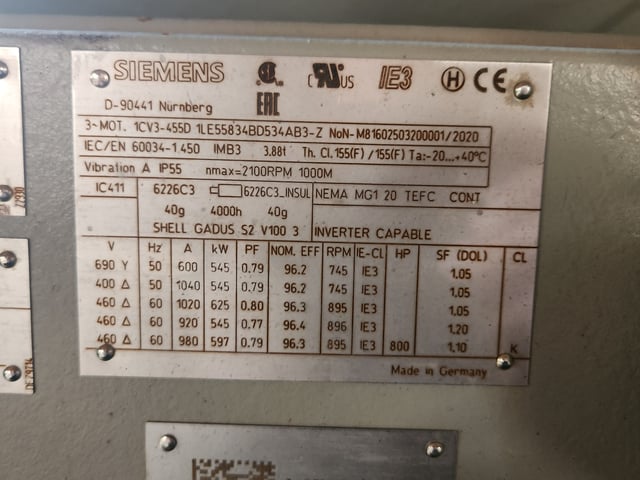 SIEMENS
c UR US
IE3
H CE
D-90441 Nürnberg
EAC
3~MOT. 1CV3-455D 1LE55834BD534AB3-Z NoN-M81602503200001/2020
IEC/EN 60034-1 450 IMB3 3.88t Th. Cl. 155(F) /155(F) Ta:-20...+40°C
Vibration A IP55 nmax=2100RPM 1000M
IC411 6226C3 6226C3_INSUL NEMA MG1 20 TEFC CONT
40g 4000h 40g
SHELL GADUS S2 V100 3 INVERTER CAPABLE
V Hz A kW PF NOM. EFF RPM IE-CL HP SF (DOL) CL
690 Y 50 600 545 0.79 96.2 745 IE3 1.05
400 Δ 50 1040 545 0.79 96.2 745 IE3 1.05
460 Δ 60 1020 625 0.80 96.3 895 IE3 1.05
460 Δ 60 920 545 0.77 96.4 896 IE3 1.20
460 Δ 60 980 597 0.79 96.3 895 IE3 800 1.10 K
Made in Germany